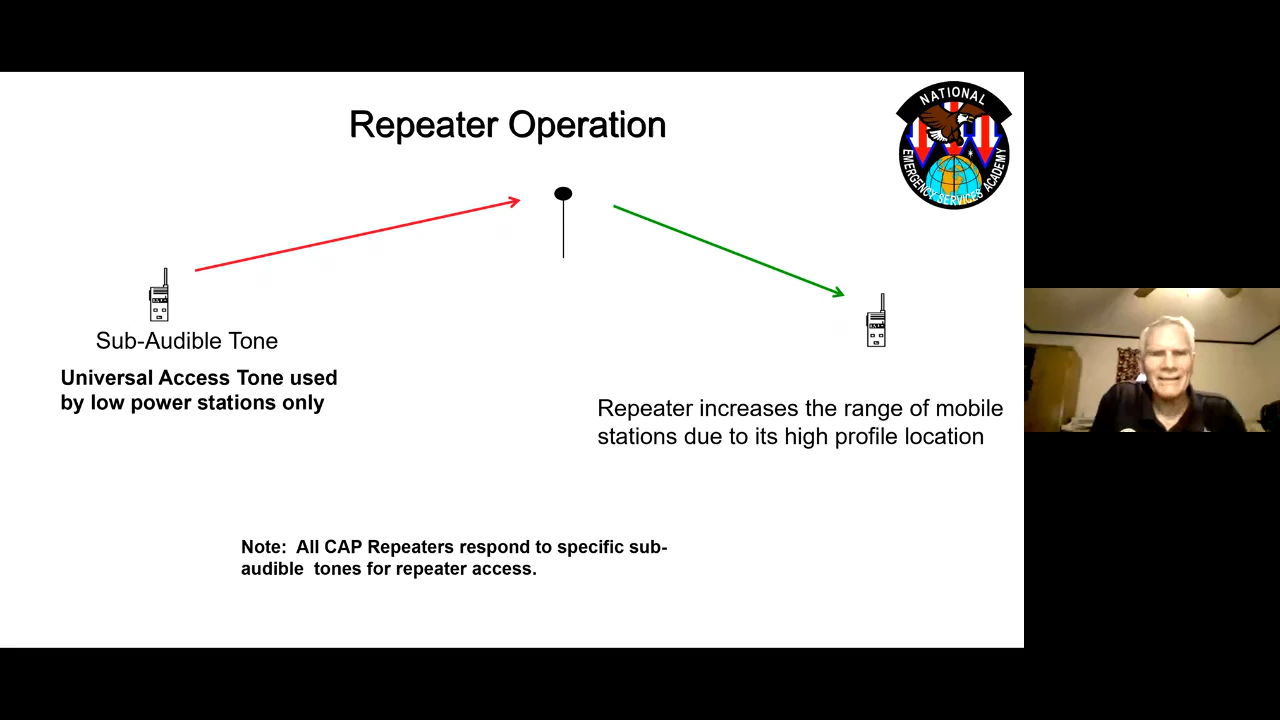 Repeater Operation
NATIONAL
EMERGENCY SERVICES ACADEMY
Sub-Audible Tone
Universal Access Tone used
by low power stations only
Repeater increases the range of mobile
stations due to its high profile location
Note:  All CAP Repeaters respond to specific sub-
audible  tones for repeater access.